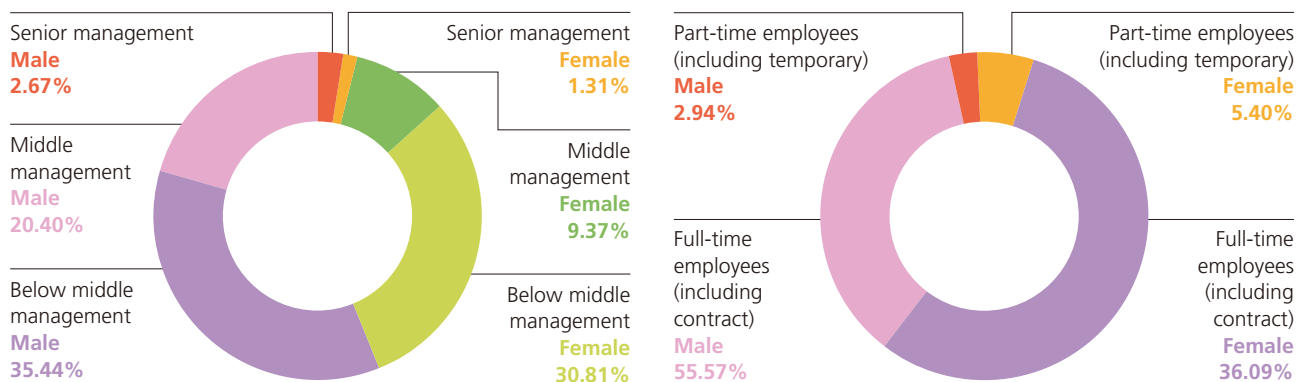 Senior management
Male
2.67%
Senior management
Female
1.31%
Middle
management
Male
20.40%
Middle
management
Female
9.37%
Below middle
management
Male
35.44%
Below middle
management
Female
30.81%
Part-time employees
(including temporary)
Male
2.94%
Part-time employees
(including temporary)
Female
5.40%
Full-time
employees
(including
contract)
Male
55.57%
Full-time
employees
(including
contract)
Female
36.09%